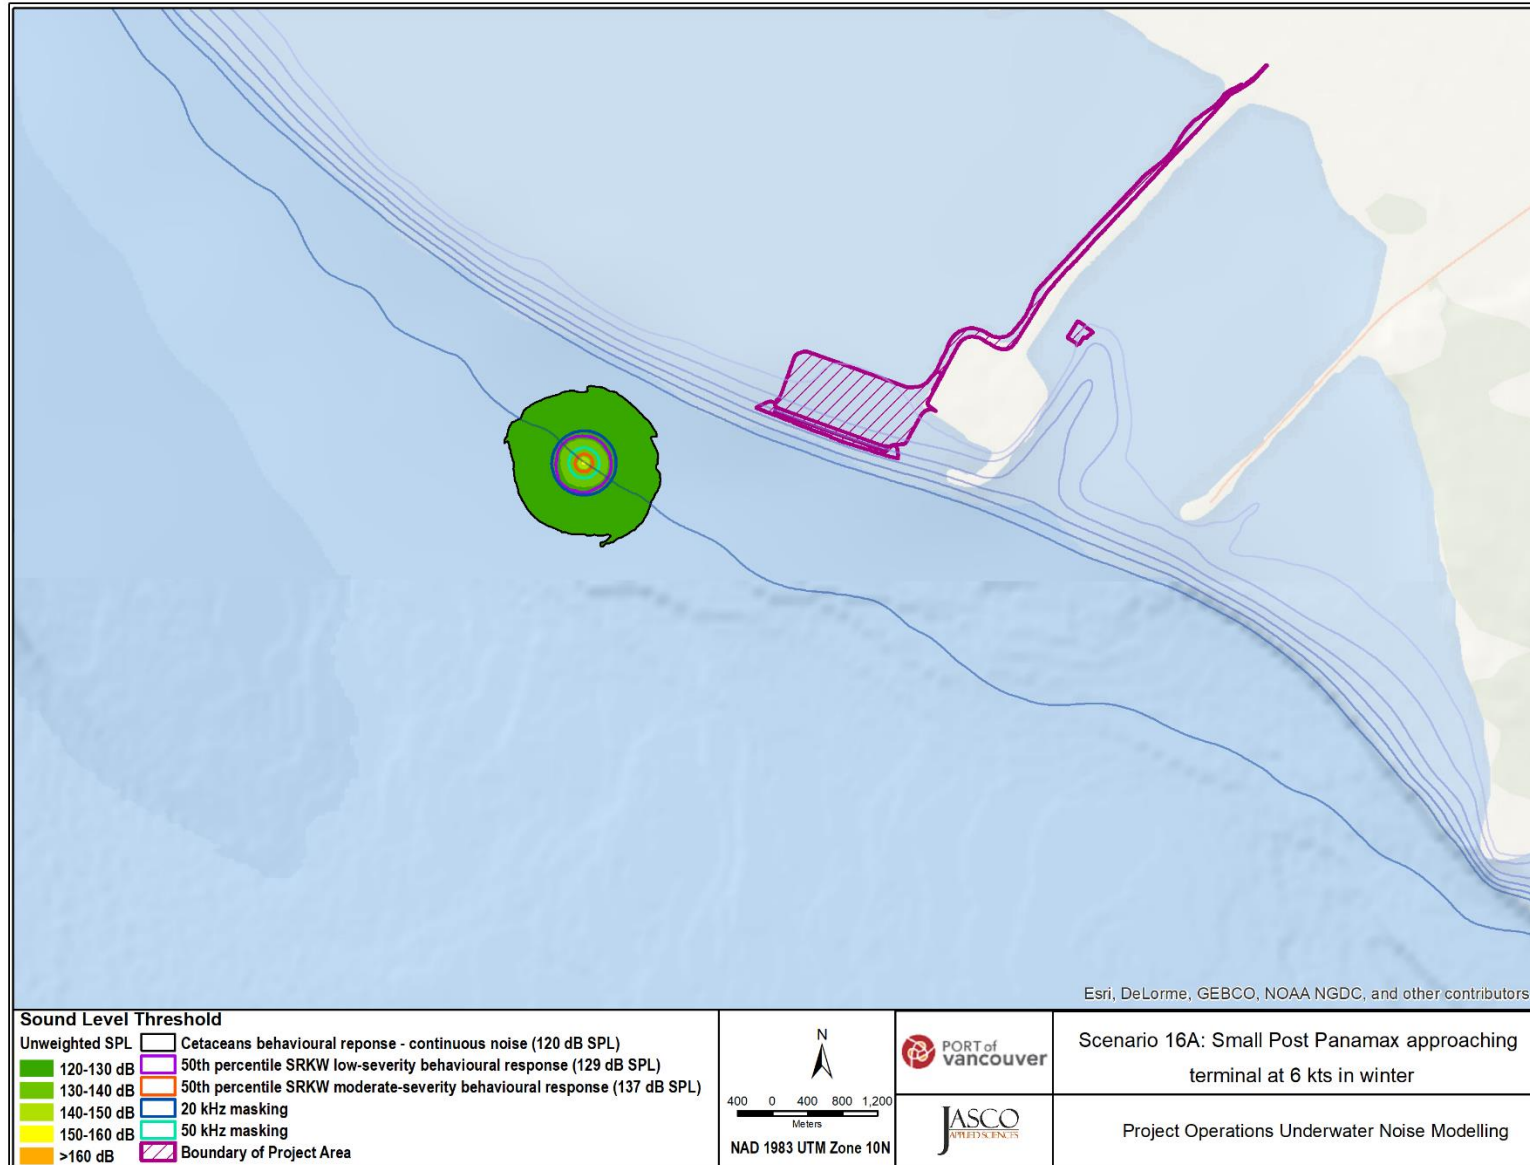 Esri, DeLorme, GEBCO, NOAA NGDC, and other contributors
Sound Level Threshold
Unweighted SPL
120-130 dB
130-140 dB
140-150 dB
150-160 dB
>160 dB
Cetaceans behavioural reponse - continuous noise (120 dB SPL)
50th percentile SRKW low-severity behavioural response (129 dB SPL)
50th percentile SRKW moderate-severity behavioural response (137 dB SPL)
20 kHz masking
50 kHz masking
Boundary of Project Area
N
400 0 400 800 1,200
Meters
NAD 1983 UTM Zone 10N
PORT of
vancouver
JASCO
APPLIED SCIENCES
Scenario 16A: Small Post Panamax approaching
terminal at 6 kts in winter
Project Operations Underwater Noise Modelling